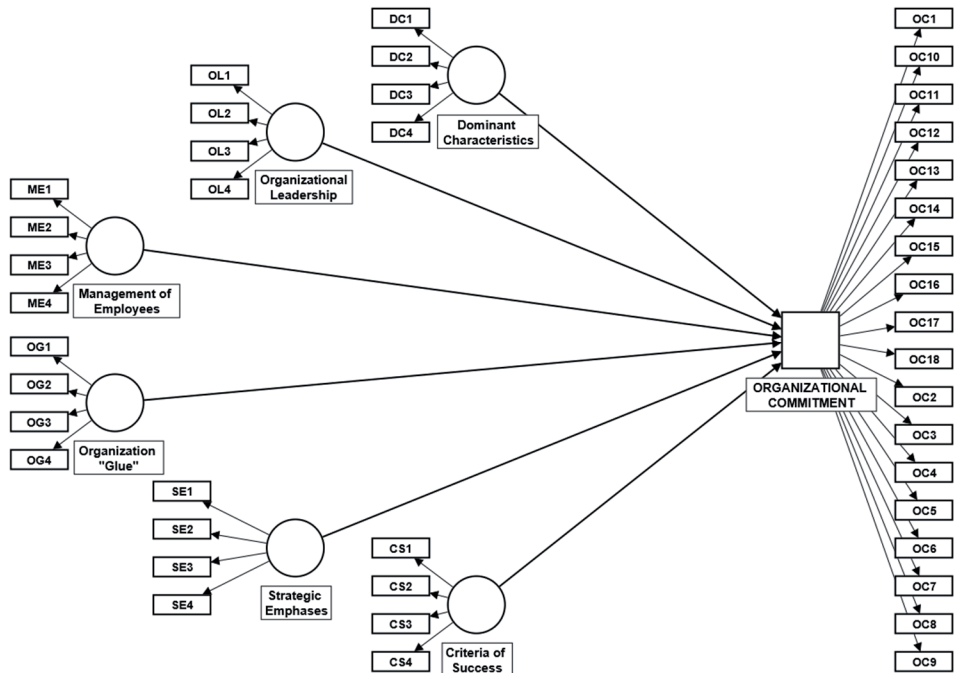 DC1
DC2
DC3
DC4
Dominant
Characteristics
OL1
OL2
OL3
OL4
Organizational
Leadership
ME1
ME2
ME3
ME4
Management of
Employees
OG1
OG2
OG3
OG4
Organization
"Glue"
SE1
SE2
SE3
SE4
Strategic
Emphases
CS1
CS2
CS3
CS4
Criteria of
Success
ORGANIZATIONAL
COMMITMENT
OC1
OC10
OC11
OC12
OC13
OC14
OC15
OC16
OC17
OC18
OC2
OC3
OC4
OC5
OC6
OC7
OC8
OC9